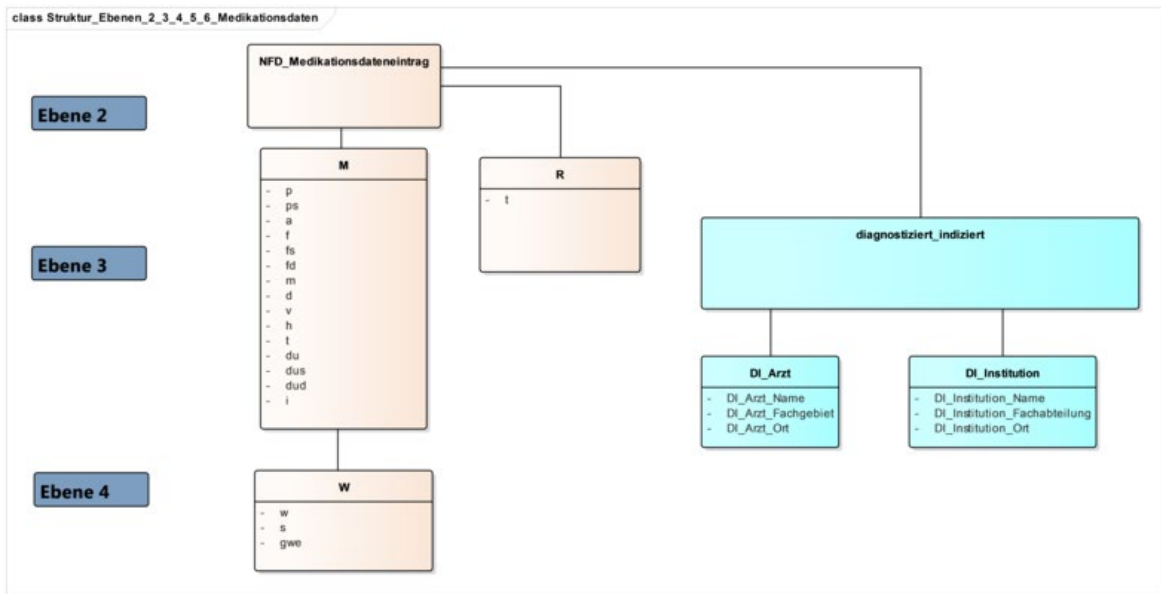 class Struktur_Ebenen_2_3_4_5_6_Medikationsdaten
NFD_Medikationsdateneintrag
Ebene 2
M
- p
- ps
- a
- f
- fs
- fd
- m
- d
- v
- h
- t
- du
- dus
- dud
- i
R
- t
diagnostiziert_indiziert
Ebene 3
DI_Arzt
- DI_Arzt_Name
- DI_Arzt_Fachgebiet
- DI_Arzt_Ort
DI_Institution
- DI_Institution_Name
- DI_Institution_Fachabteilung
- DI_Institution_Ort
Ebene 4
W
- w
- s
- gwe